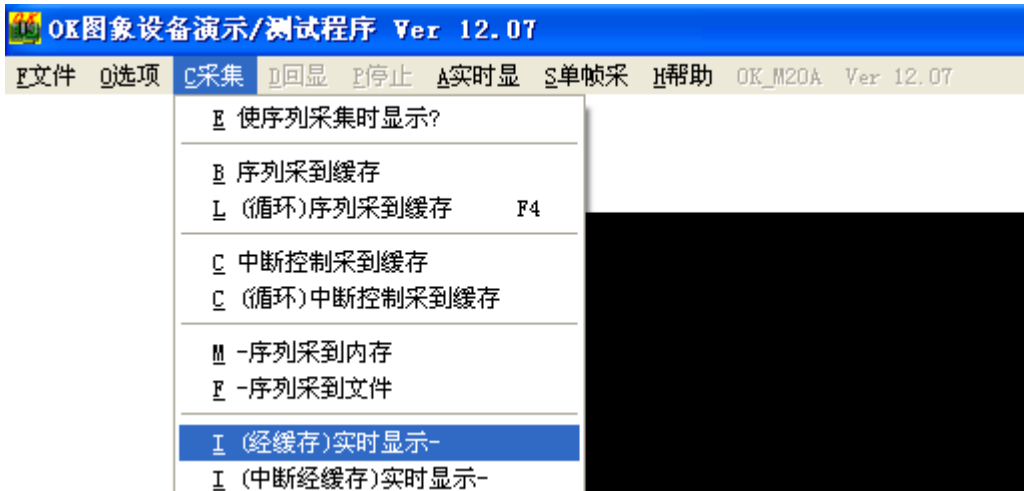 OK图象设备演示/测试程序 Ver 12.07
F文件 O选项 C采集 D回显 P停止 A实时显 S单帧采 H帮助 OK_M20A Ver 12.07
E 使序列采集时显示?
B 序列采到缓存
L (循环)序列采到缓存 F4
C 中断控制采到缓存
C (循环)中断控制采到缓存
M -序列采到内存
F -序列采到文件
I (经缓存)实时显示-
I (中断经缓存)实时显示-